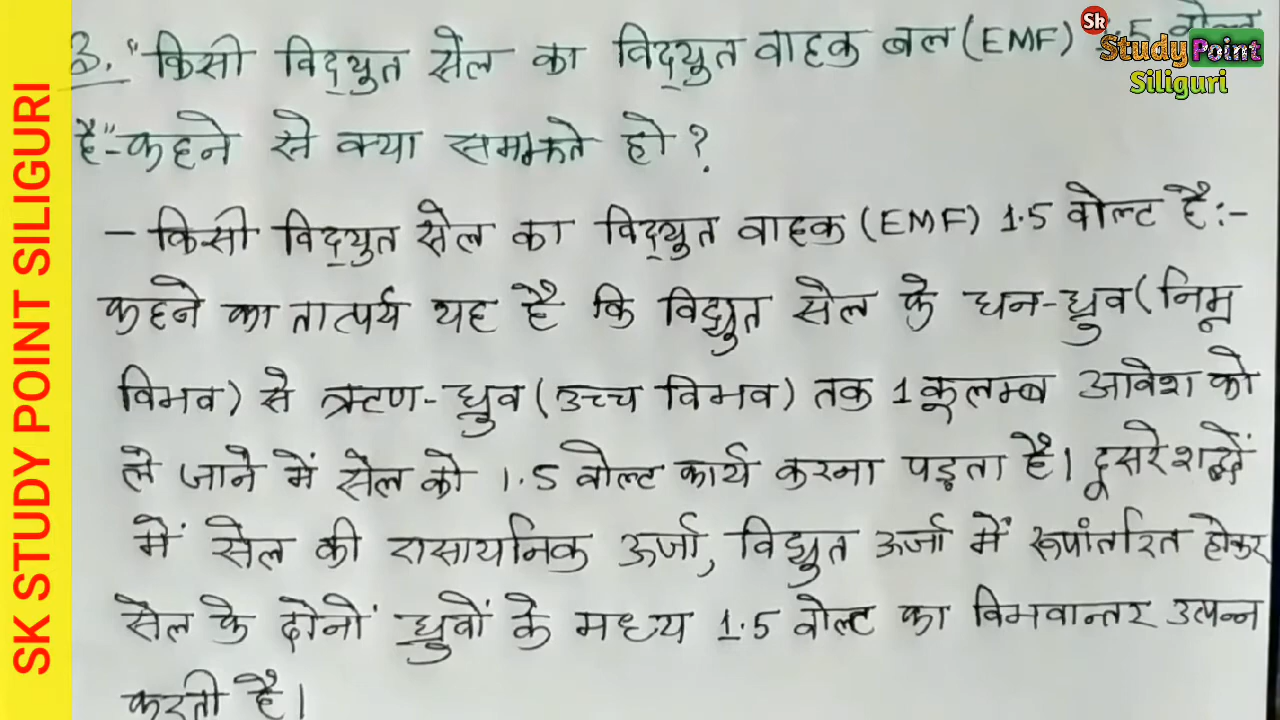 3. "किसी विद्युत सेल का विद्युत वाहक बल (EMF) 5 वोल्ट
है"-कहने से क्या समझते हो?
- किसी विद्युत सेल का विद्युत वाहक (EMF) 1.5 वोल्ट है:-
कहने का तात्पर्य यह है कि विद्युत सेल के धन-ध्रुव (निम्न
विभव) से ऋण-ध्रुव (उच्च विभव) तक 1 कूलम्ब आवेश को
ले जाने में सेल को 1.5 वोल्ट कार्य करना पड़ता है। दूसरे शब्दों
में सेल की रासायनिक ऊर्जा, विद्युत ऊर्जा में रूपांतरित होकर
सेल के दोनों ध्रुवों के मध्य 1.5 वोल्ट का विभवान्तर उत्पन्न
करती है।
Sk
Study Point
Siliguri
SK STUDY POINT SILIGURI